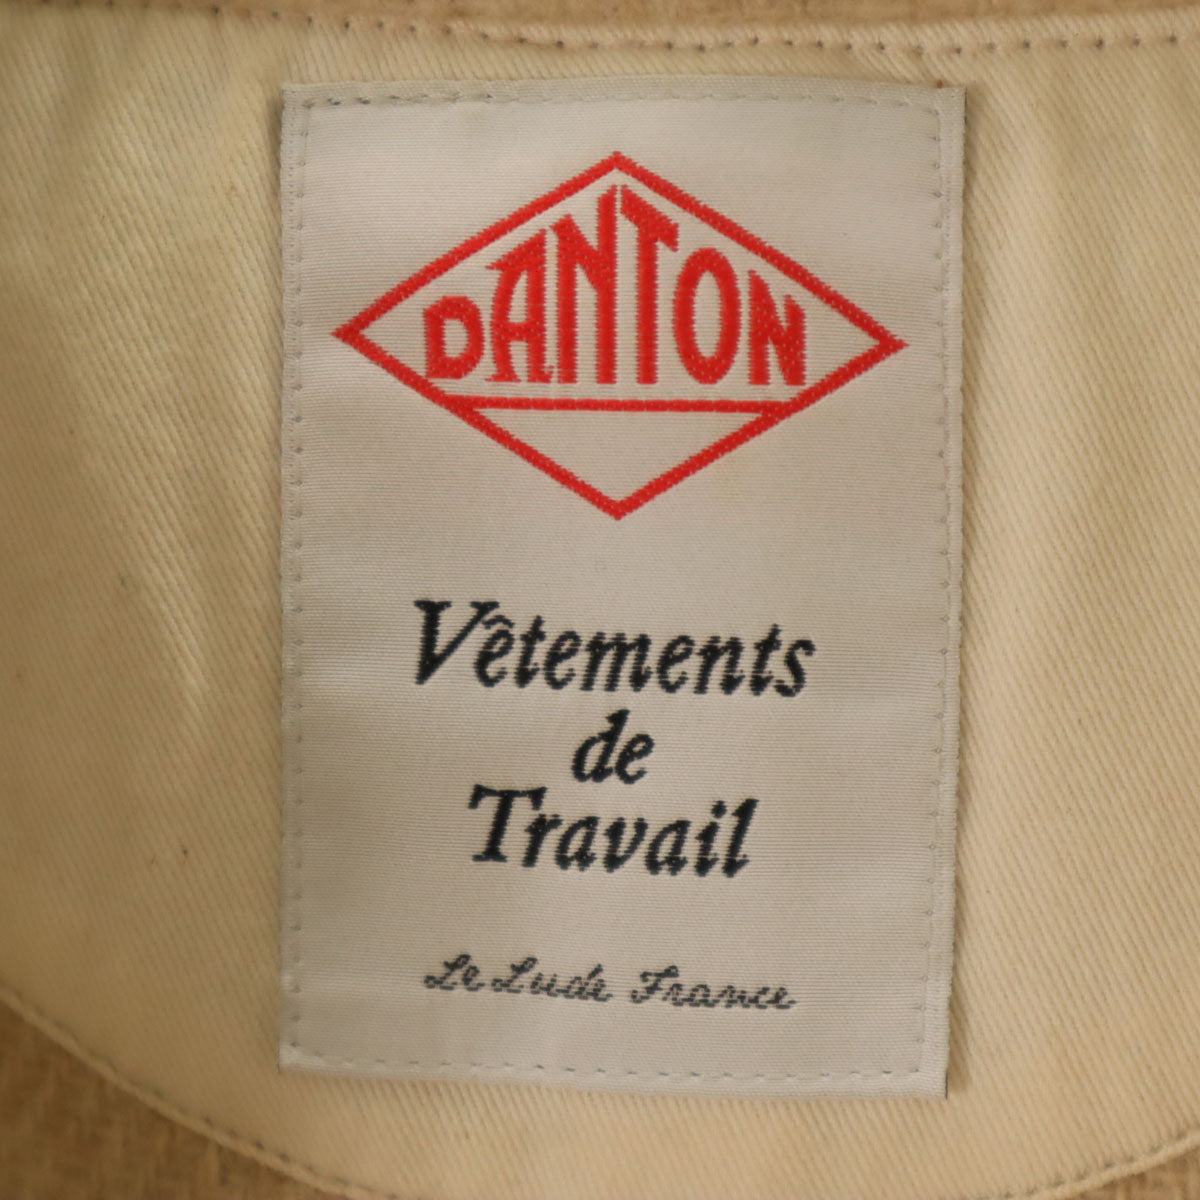 DANTON
Vêtements
de
Travail
Le Lude France